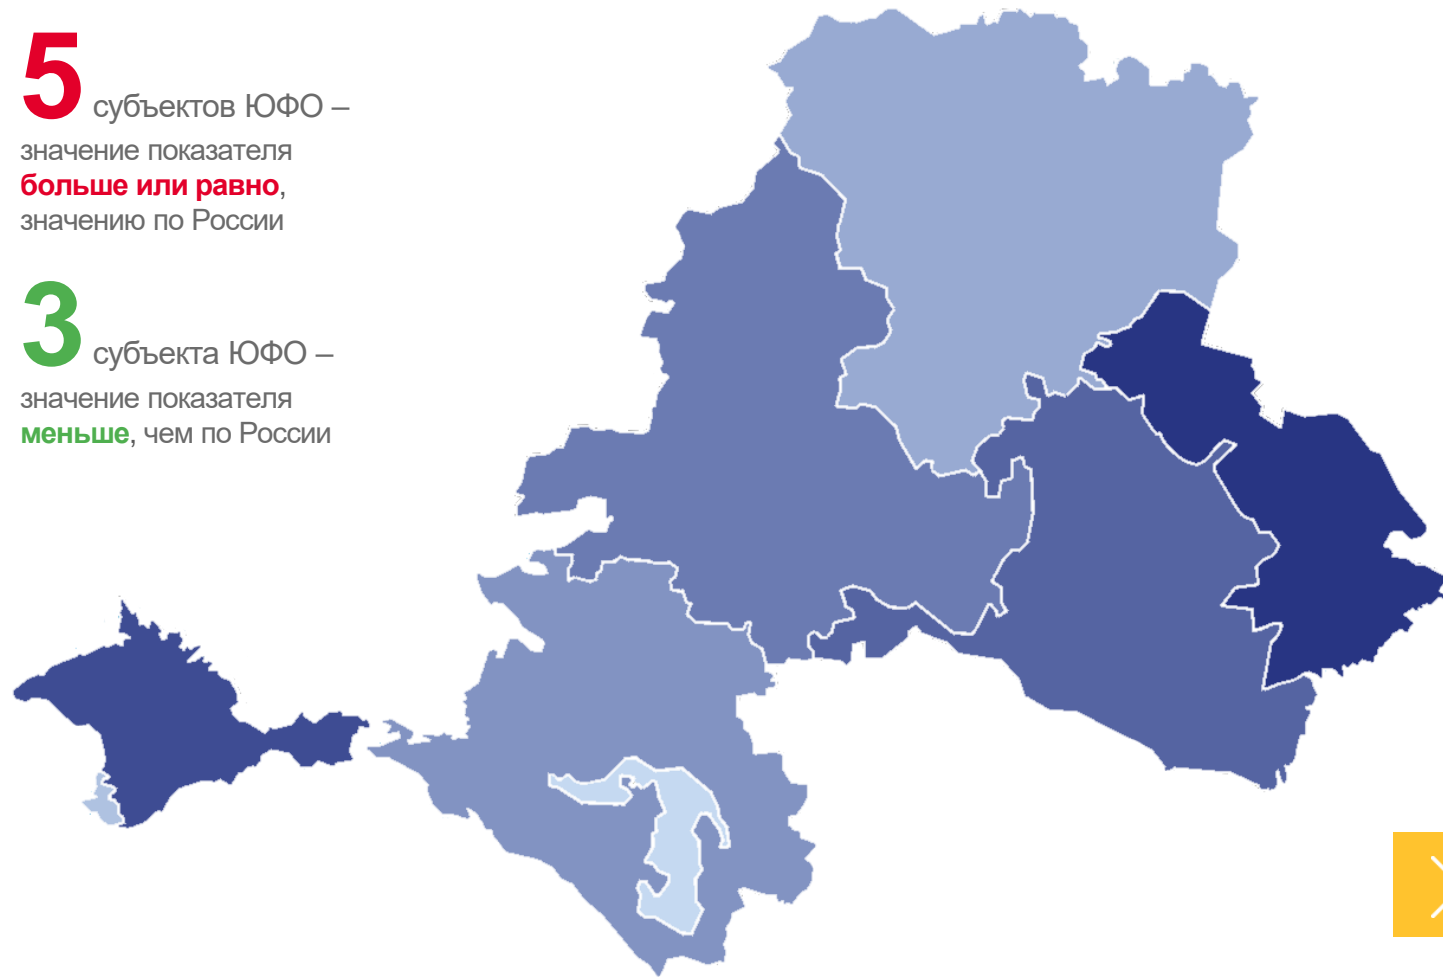 5 субъектов ЮФО –
значение показателя
больше или равно,
значению по России
3 субъекта ЮФО –
значение показателя
меньше, чем по России